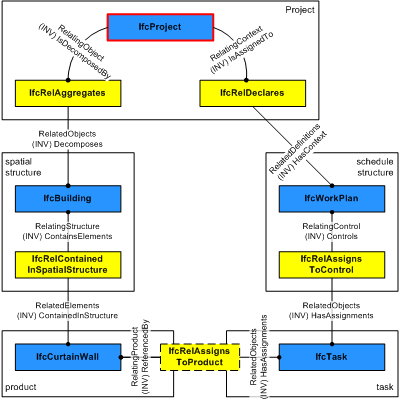 Project
IfcProject
RelatingObject
(INV) IsDecomposedBy
RelatingContext
(INV) IsAssignedTo
IfcRelAggregates
IfcRelDeclares
RelatedObjects
(INV) Decomposes
RelatedDefinitions
(INV) HasContext
spatial
structure
schedule
structure
IfcBuilding
IfcWorkPlan
RelatingStructure
(INV) ContainsElements
RelatingControl
(INV) Controls
IfcRelContained
InSpatialStructure
IfcRelAssigns
ToControl
RelatedElements
(INV) ContainedInStructure
RelatedObjects
(INV) HasAssignments
IfcCurtainWall
RelatingProduct
(INV) ReferencedBy
IfcRelAssigns
ToProduct
RelatedObjects
(INV) HasAssignments
IfcTask
product
task